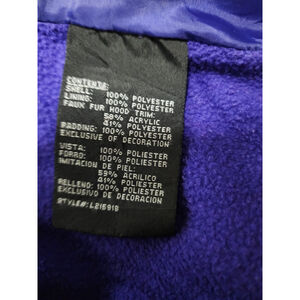 CONTENTS:
SHELL: 100% POLYESTER
LINING: 100% POLYESTER
FAUX FUR HOOD TRIM:
59% ACRYLIC
41% POLYESTER
PADDING: 100% POLYESTER
EXCLUSIVE OF DECORATION
VISTA: 100% POLIESTER
FORRO: 100% POLIESTER
IMITACION DE PIEL:
59% ACRILICO
41% POLIESTER
RELLENO: 100% POLIESTER
EXCLUSIVO DE DECORACION
STYLE#: L215919